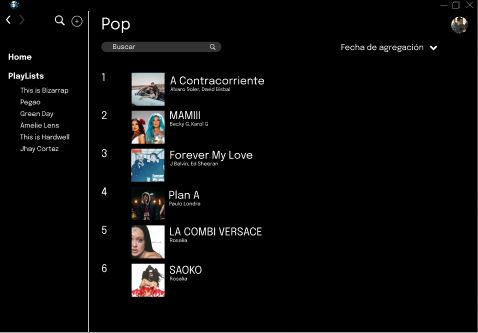 Pop
Buscar
Fecha de agregación
Home
PlayLists
This is Bizarrap
Pegao
Green Day
Amelie Lens
This is Hardwell
Jhay Cortez
1
A Contracorriente
Alvaro Soler, David Bisbal
2
MAMIII
Becky G, Karol G
3
Forever My Love
J Balvin, Ed Sheeran
4
Plan A
Paulo Londra
5
LA COMBI VERSACE
Rosalia
6
SAOKO
Rosalia